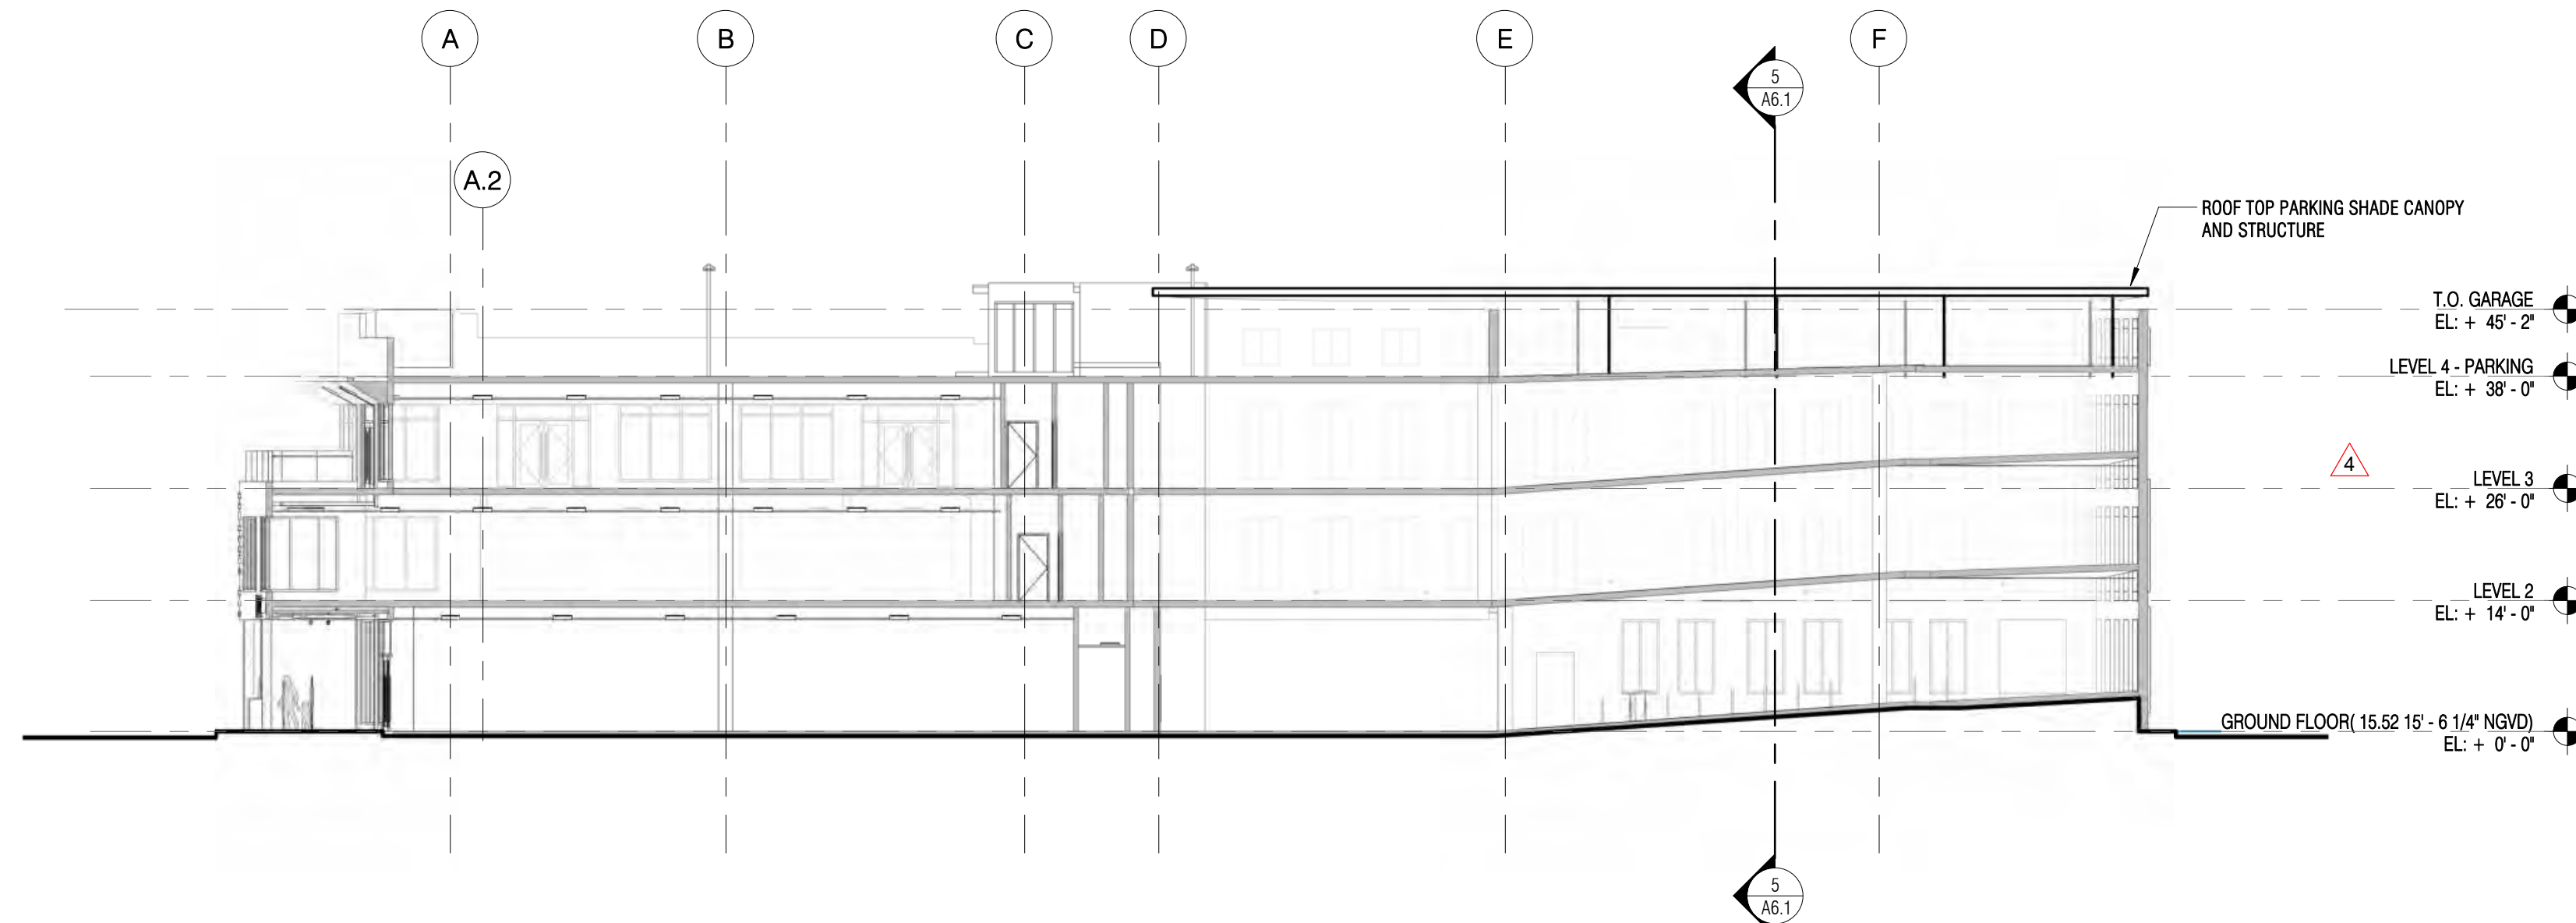 A
B
C
D
E
F
5
A6.1
A.2
ROOF TOP PARKING SHADE CANOPY
AND STRUCTURE
T.O. GARAGE
EL: + 45' - 2"
LEVEL 4 - PARKING
EL: + 38' - 0"
4
LEVEL 3
EL: + 26' - 0"
LEVEL 2
EL: + 14' - 0"
GROUND FLOOR( 15.52 15' - 6 1/4" NGVD)
EL: + 0' - 0"
5
A6.1